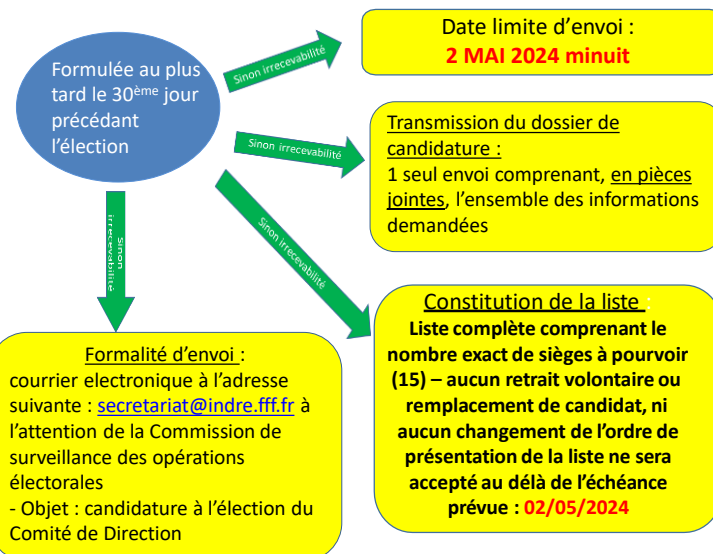 Date limite d’envoi :
2 MAI 2024 minuit
Formulée au plus
tard le 30ème jour
précédant
l’élection
Sinon irrecevabilité
Sinon irrecevabilité
Sinon irrecevabilité
Sinon
irrecevabilité
Transmission du dossier de
candidature :
1 seul envoi comprenant, en pièces
jointes, l’ensemble des informations
demandées
Constitution de la liste :
Liste complète comprenant le
nombre exact de sièges à pourvoir
(15) – aucun retrait volontaire ou
remplacement de candidat, ni
aucun changement de l’ordre de
présentation de la liste ne sera
accepté au délà de l’échéance
prévue : 02/05/2024
Formalité d’envoi :
courrier electronique à l’adresse
suivante : secretariat@indre.fff.fr à
l’attention de la Commission de
surveillance des opérations
électorales
- Objet : candidature à l’élection du
Comité de Direction